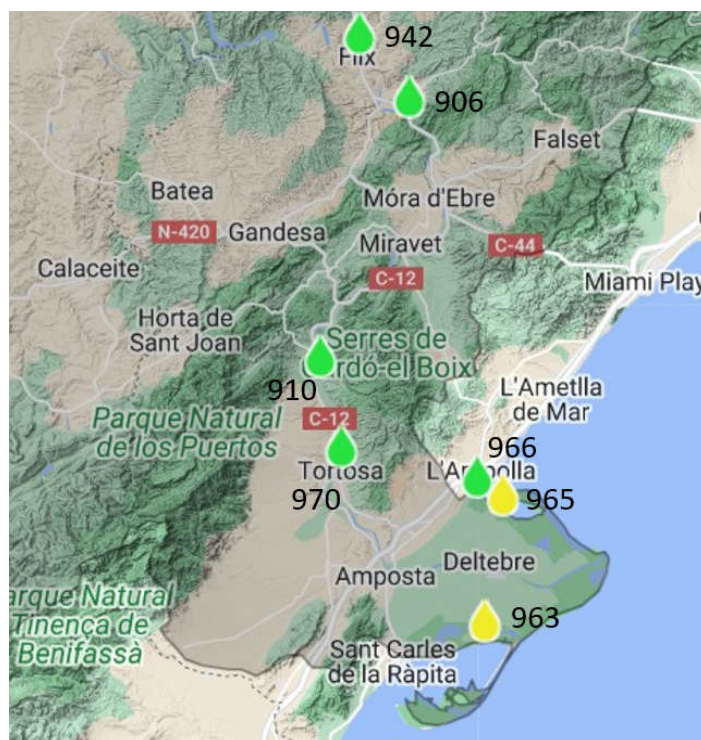 942
Flix
906
Falset
Batea
Móra d'Ebre
N-420
Gandesa
Miravet
C-44
Calaceite
C-12
Miami Play
Horta de
Sant Joan
Serres de
Cardó-el Boix
910
L'Ametlla
de Mar
Parque Natural
de los Puertos
C-12
966
Tortosa
L'Ampolla
970
965
Deltebre
Amposta
arque Natural
Tinença de
Benifassà
963
Sant Carles
de la Ràpita